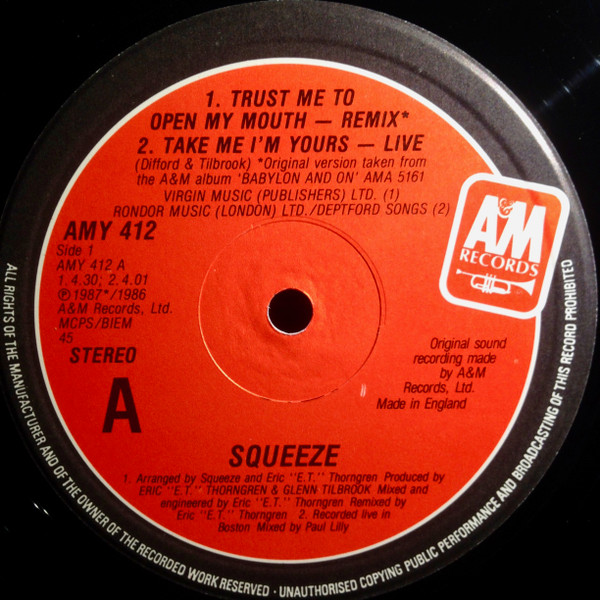 1. TRUST ME TO
OPEN MY MOUTH — REMIX*
2. TAKE ME I'M YOURS — LIVE
(Difford & Tilbrook) *Original version taken from
the A&M album 'BABYLON AND ON' AMA 5161
VIRGIN MUSIC (PUBLISHERS) LTD. (1)
RONDOR MUSIC (LONDON) LTD./DEPTFORD SONGS (2)
AMY 412
Side 1
AMY 412 A
1. 4.30; 2. 4.01
℗1987*/1986
A&M Records, Ltd.
MCPS/BIEM
45
STEREO
A
A&M
RECORDS
Original sound
recording made
by A&M
Records, Ltd.
Made in England
SQUEEZE
1. Arranged by Squeeze and Eric ''E.T.'' Thorngren Produced by
ERIC ''E.T.'' THORNGREN & GLENN TILBROOK Mixed and
engineered by Eric ''E.T.'' Thorngren Remixed by
Eric ''E.T.'' Thorngren 2. Recorded live in
Boston Mixed by Paul Lilly
ALL RIGHTS OF THE MANUFACTURER AND OF THE OWNER OF THE RECORDED WORK RESERVED · UNAUTHORISED COPYING PUBLIC PERFORMANCE AND BROADCASTING OF THIS RECORD PROHIBITED